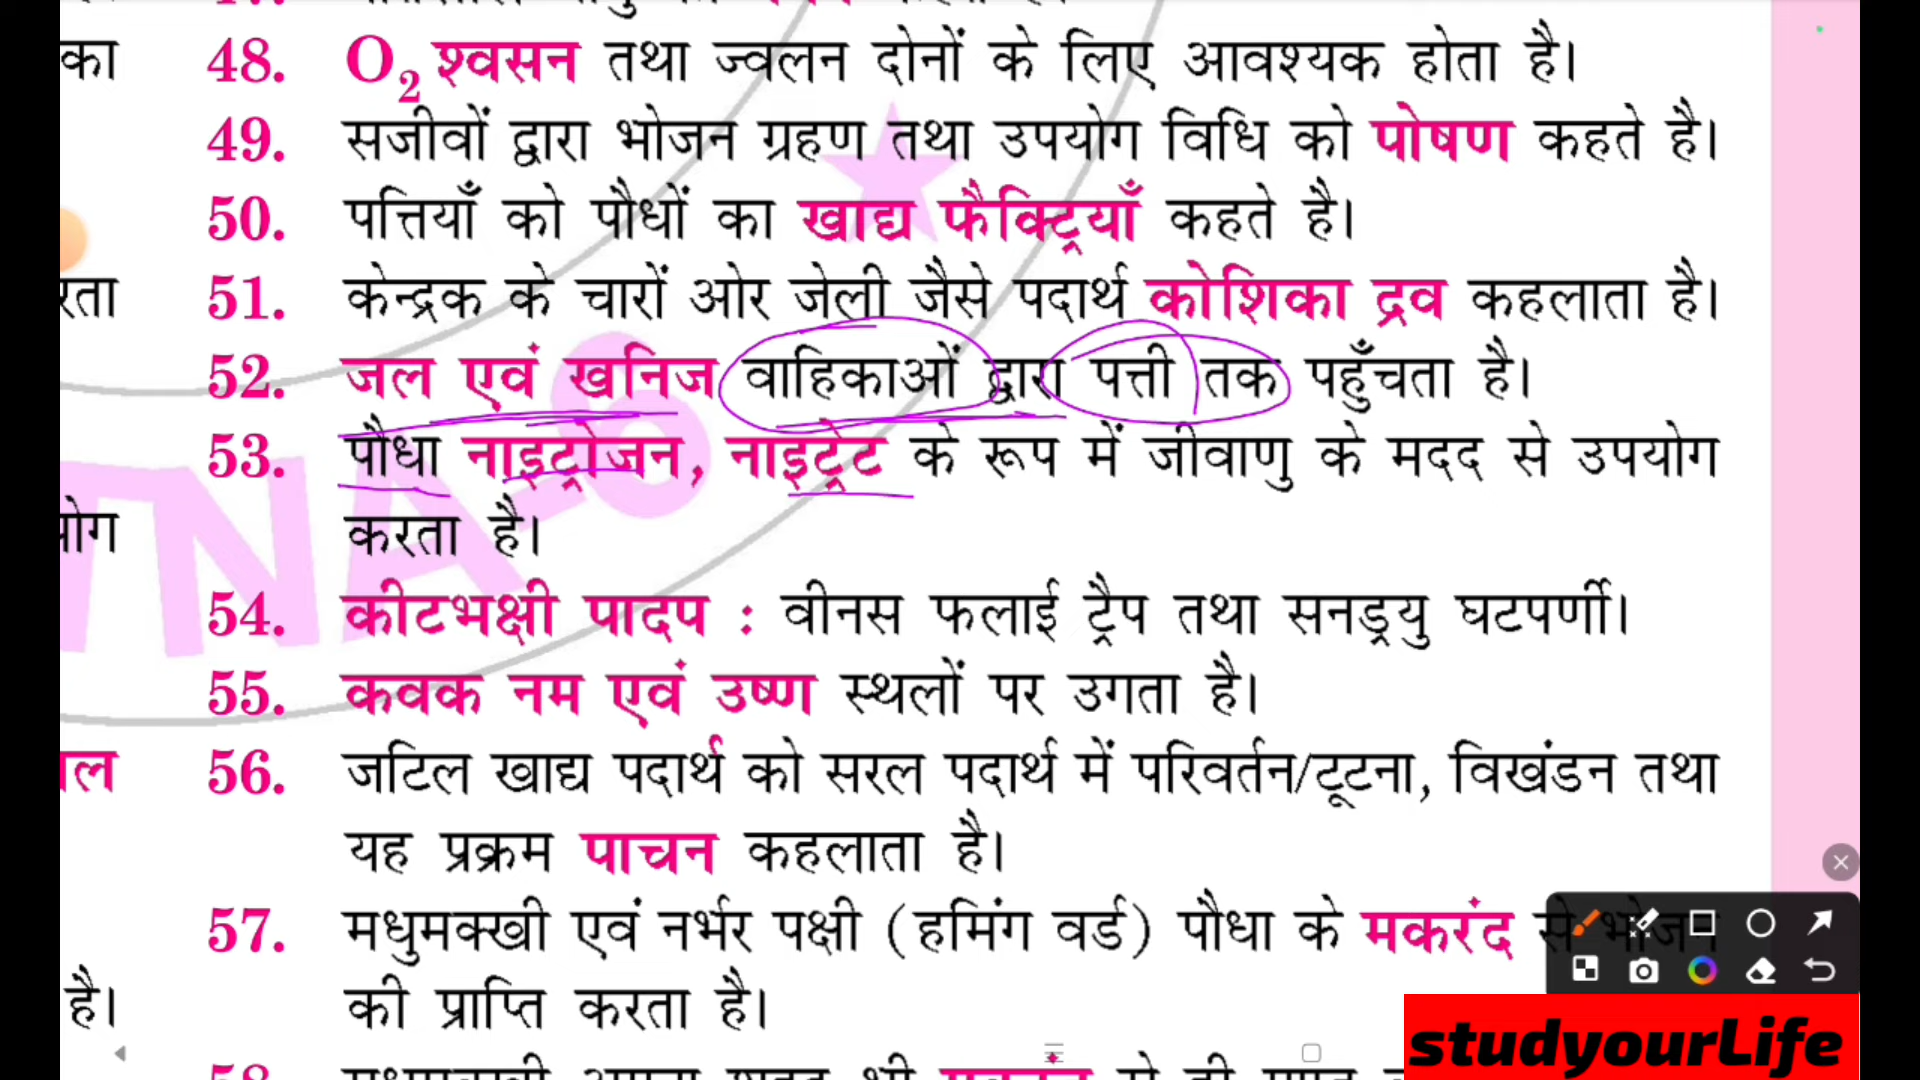 का
48. O2 श्वसन तथा ज्वलन दोनों के लिए आवश्यक होता है।
49. सजीवों द्वारा भोजन ग्रहण तथा उपयोग विधि को पोषण कहते है।
50. पत्तियाँ को पौधों का खाद्य फैक्ट्रियाँ कहते है।
रता
51. केन्द्रक के चारों ओर जेली जैसे पदार्थ कोशिका द्रव कहलाता है।
52. जल एवं खनिज वाहिकाओं द्वारा पत्ती तक पहुँचता है।
53. पौधा नाइट्रोजन, नाइट्रेट के रूप में जीवाणु के मदद से उपयोग
करता है।
54. कीटभक्षी पादप : वीनस फलाई ट्रैप तथा सनड्रयु घटपर्णी।
55. कवक नम एवं उष्ण स्थलों पर उगता है।
56. जटिल खाद्य पदार्थ को सरल पदार्थ में परिवर्तन/टूटना, विखंडन तथा
यह प्रक्रम पाचन कहलाता है।
57. मधुमक्खी एवं नर्भर पक्षी (हमिंग वर्ड) पौधा के मकरंद से भोजन
है।
की प्राप्ति करता है।
studyourLife